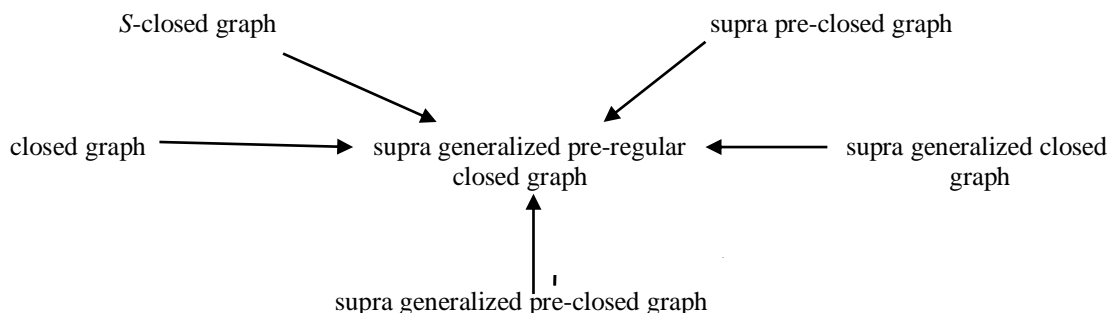 S-closed graph
supra pre-closed graph
closed graph
supra generalized pre-regular
closed graph
supra generalized closed
graph
supra generalized pre-closed graph